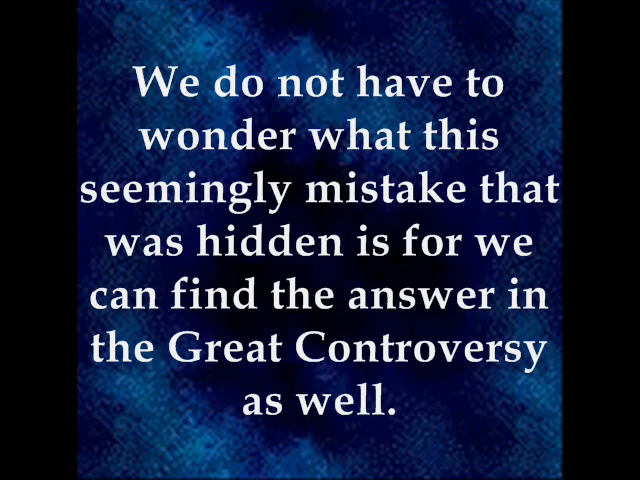 We do not have to
wonder what this
seemingly mistake that
was hidden is for we
can find the answer in
the Great Controversy
as well.